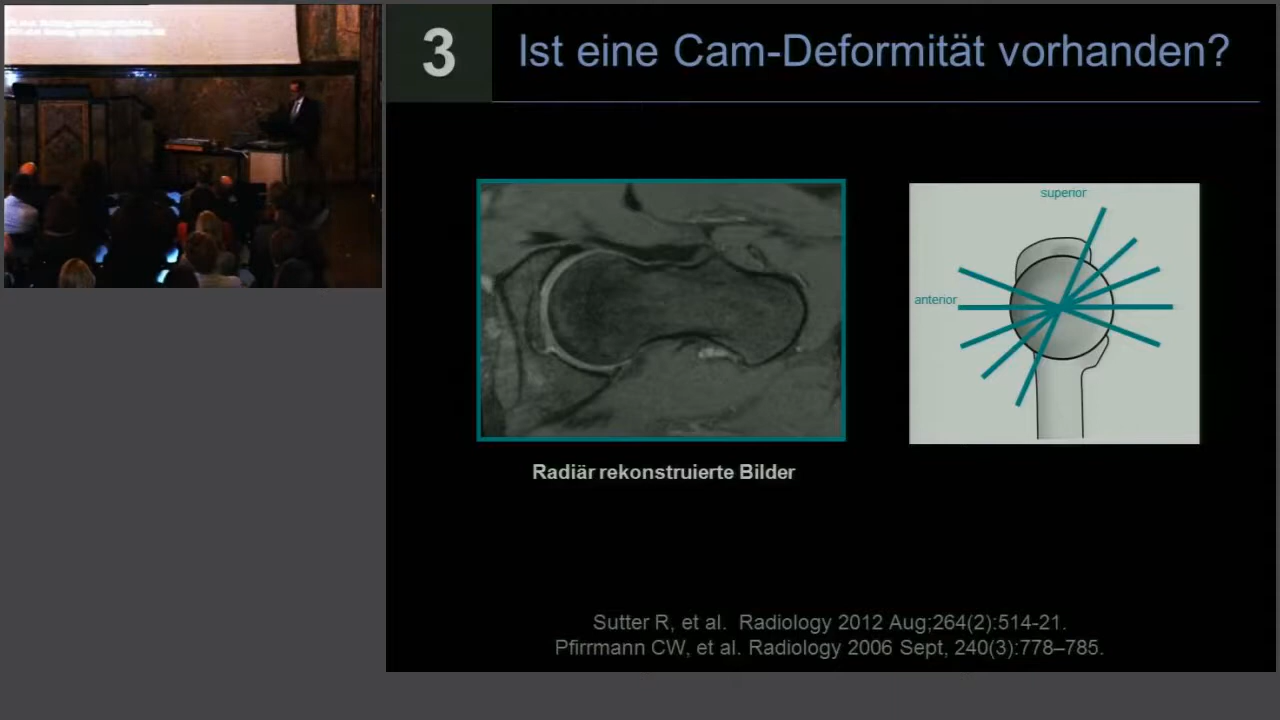 3
Ist eine Cam-Deformität vorhanden?
superior
anterior
Radiär rekonstruierte Bilder
Sutter R, et al. Radiology 2012 Aug;264(2):514-21.
Pfirrmann CW, et al. Radiology 2006 Sept, 240(3):778–785.